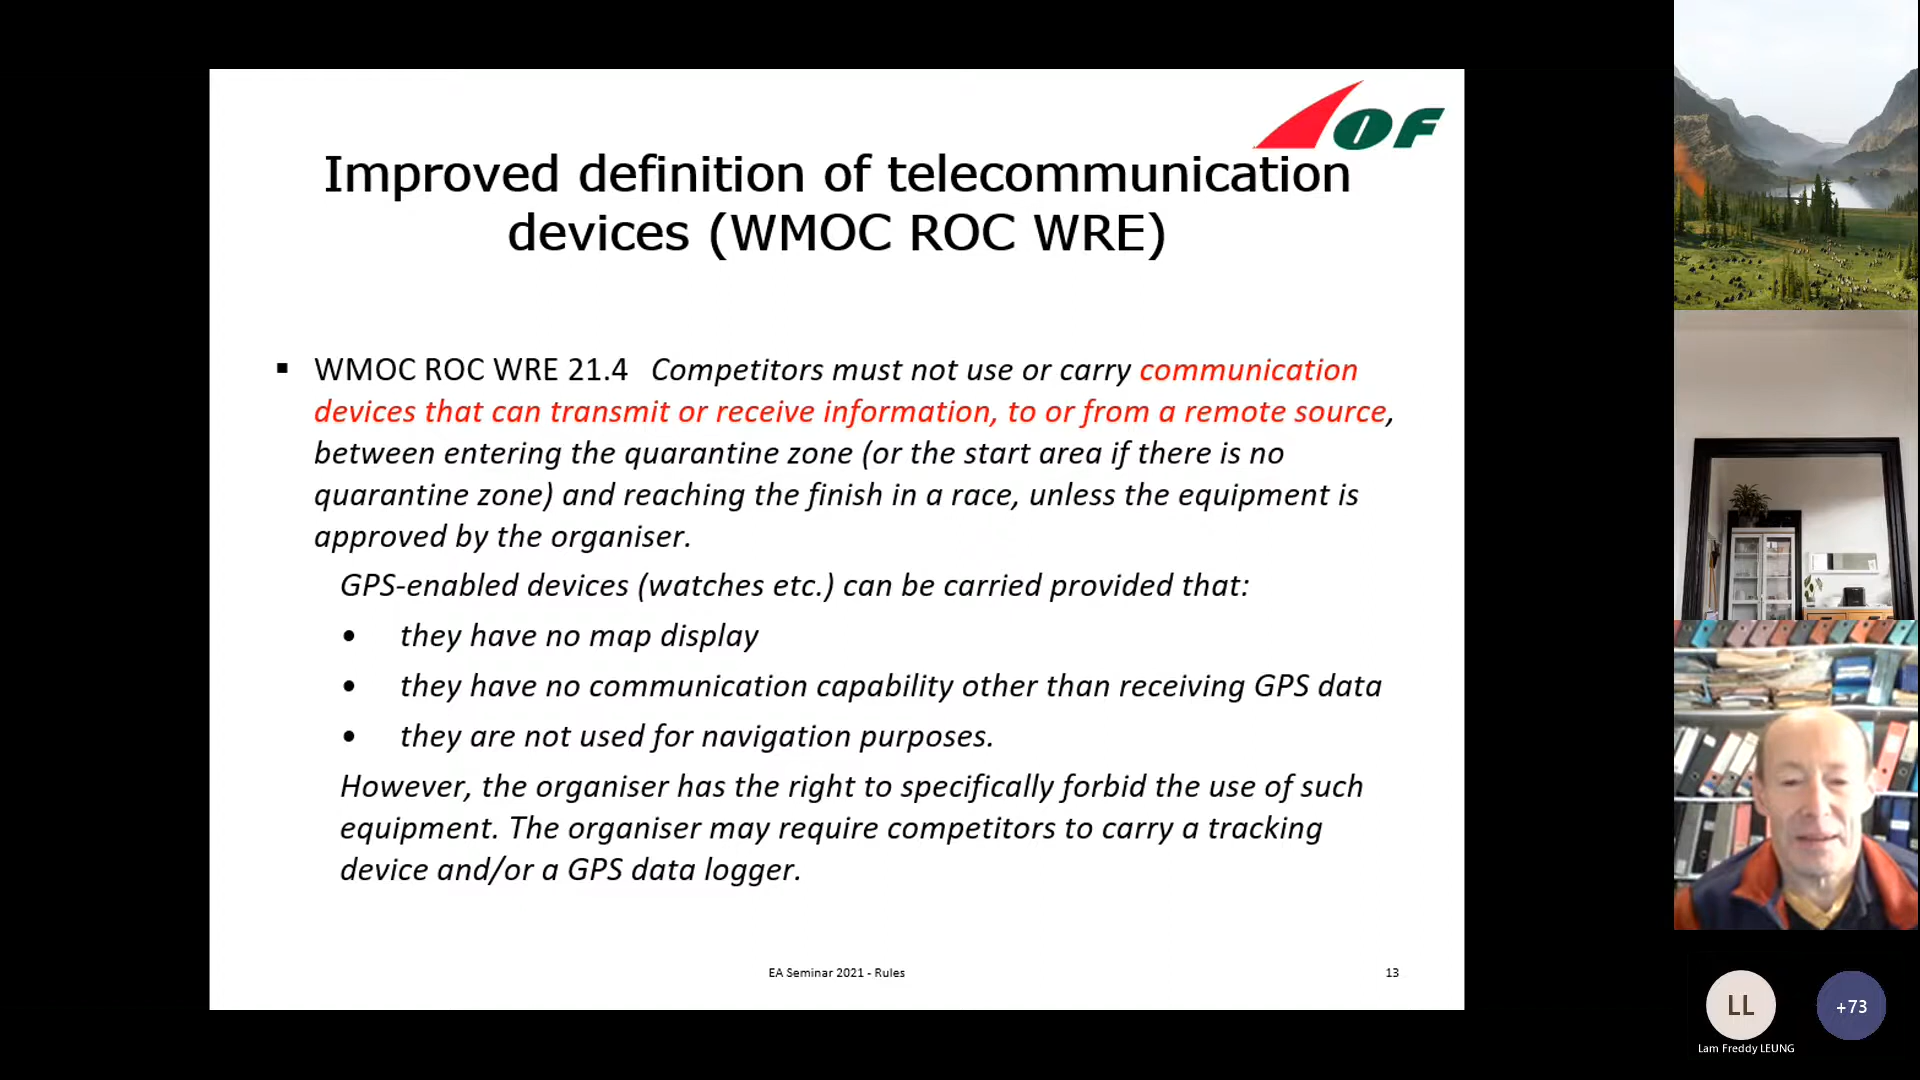 IOF
Improved definition of telecommunication
devices (WMOC ROC WRE)
▪ WMOC ROC WRE 21.4 Competitors must not use or carry communication
devices that can transmit or receive information, to or from a remote source,
between entering the quarantine zone (or the start area if there is no
quarantine zone) and reaching the finish in a race, unless the equipment is
approved by the organiser.
GPS-enabled devices (watches etc.) can be carried provided that:
• they have no map display
• they have no communication capability other than receiving GPS data
• they are not used for navigation purposes.
However, the organiser has the right to specifically forbid the use of such
equipment. The organiser may require competitors to carry a tracking
device and/or a GPS data logger.
EA Seminar 2021 - Rules
13
LL
+73
Lam Freddy LEUNG